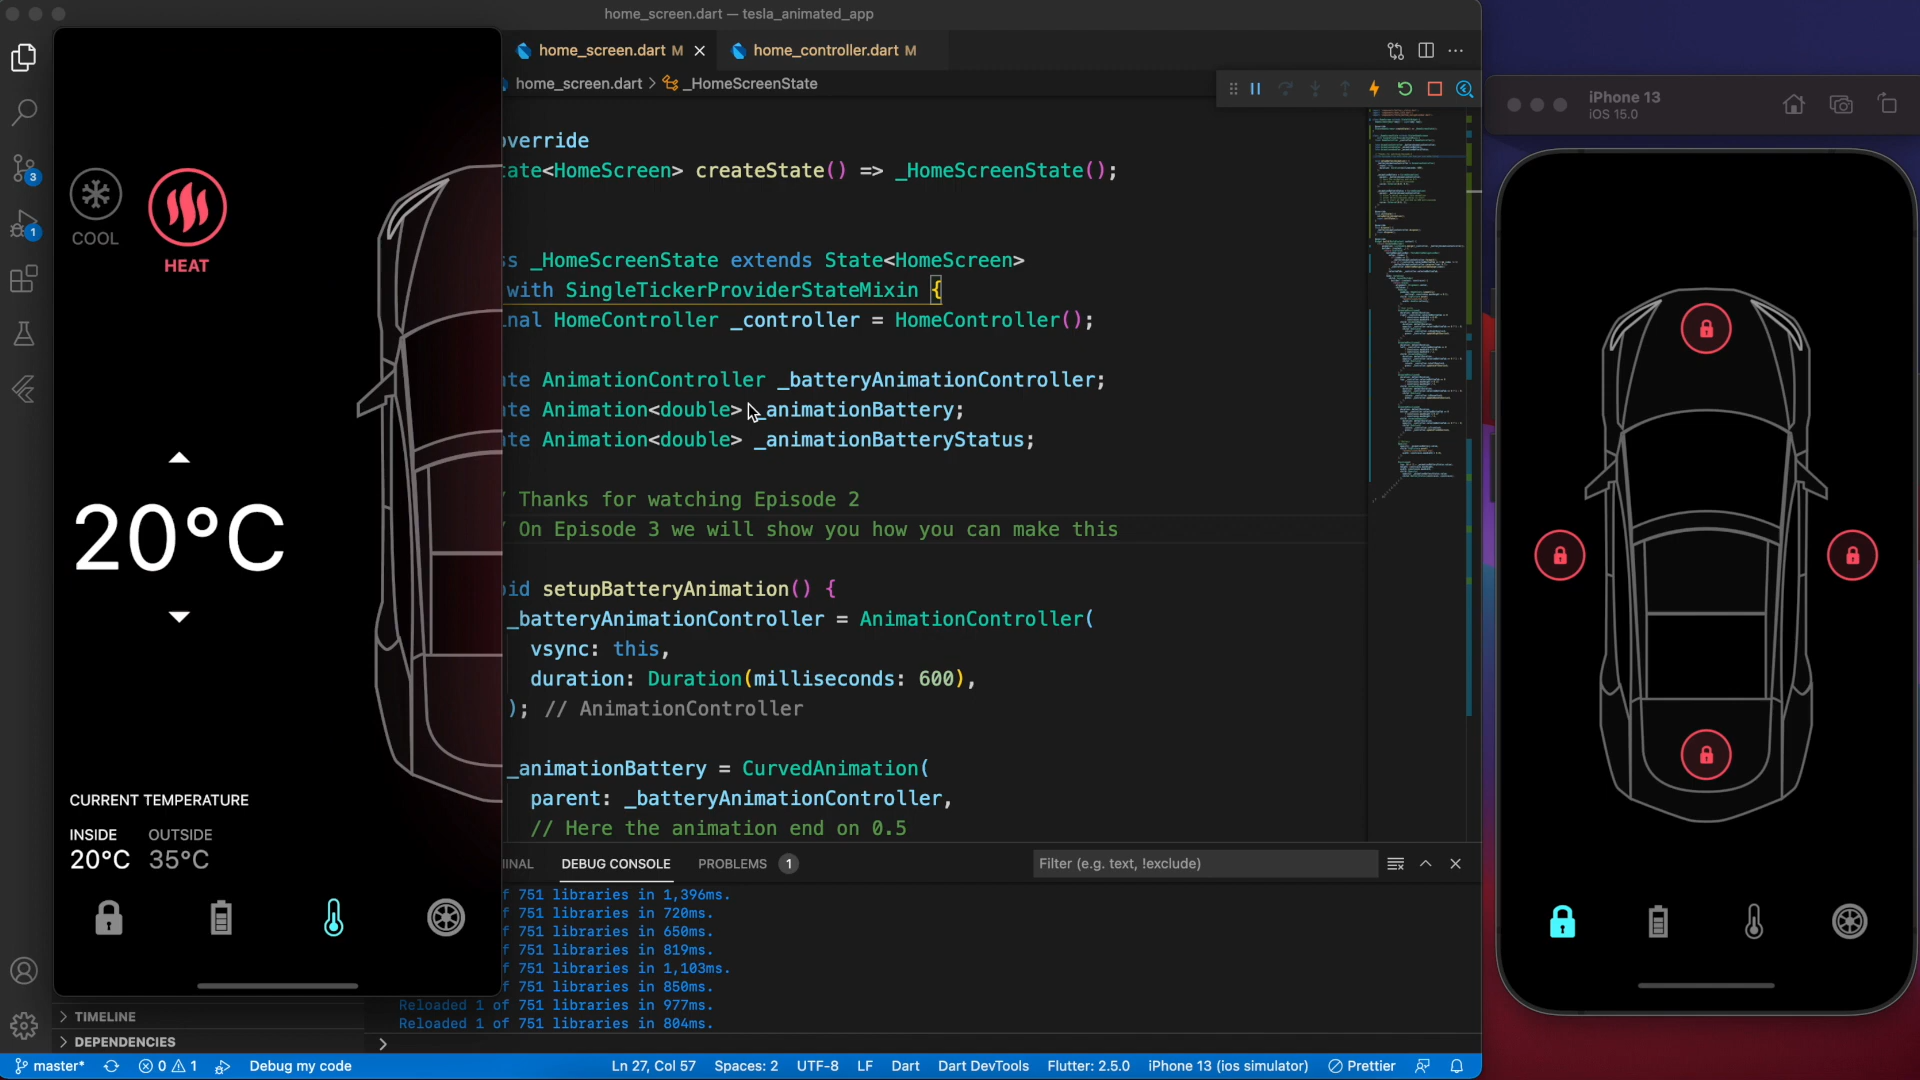 home_screen.dart — tesla_animated_app
home_screen.dart M
home_controller.dart M
home_screen.dart > _HomeScreenState
verride
ate<HomeScreen> createState() => _HomeScreenState();
ss _HomeScreenState extends State<HomeScreen>
with SingleTickerProviderStateMixin {
nal HomeController _controller = HomeController();
te AnimationController _batteryAnimationController;
te Animation<double> _animationBattery;
te Animation<double> _animationBatteryStatus;
Thanks for watching Episode 2
On Episode 3 we will show you how you can make this
id setupBatteryAnimation() {
_batteryAnimationController = AnimationController(
vsync: this,
duration: Duration(milliseconds: 600),
); // AnimationController
_animationBattery = CurvedAnimation(
parent: _batteryAnimationController,
// Here the animation end on 0.5
COOL
HEAT
20°C
CURRENT TEMPERATURE
INSIDE OUTSIDE
20°C 35°C
3
1
iPhone 13
iOS 15.0
INAL DEBUG CONSOLE PROBLEMS 1
Filter (e.g. text, !exclude)
f 751 libraries in 1,396ms.
f 751 libraries in 720ms.
f 751 libraries in 650ms.
f 751 libraries in 819ms.
f 751 libraries in 1,103ms.
f 751 libraries in 850ms.
Reloaded 1 of 751 libraries in 977ms.
Reloaded 1 of 751 libraries in 804ms.
> TIMELINE
> DEPENDENCIES
>
master* 0 1 Debug my code Ln 27, Col 57 Spaces: 2 UTF-8 LF Dart Dart DevTools Flutter: 2.5.0 iPhone 13 (ios simulator) Prettier